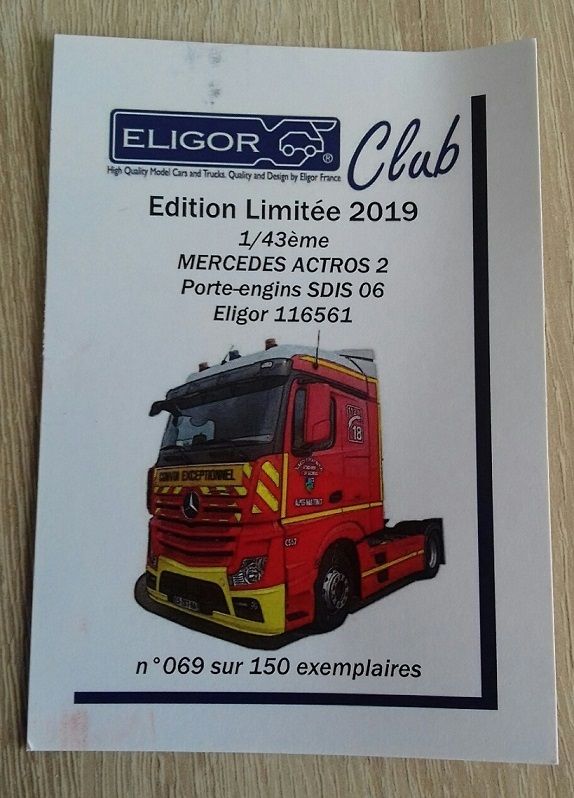 ELIGOR ®
Club
High Quality Model Cars and Trucks. Quality and Design by Eligor France
Edition Limitée 2019
1/43ème
MERCEDES ACTROS 2
Porte-engins SDIS 06
Eligor 116561
18
CONVOI EXCEPTIONNEL
n°069 sur 150 exemplaires